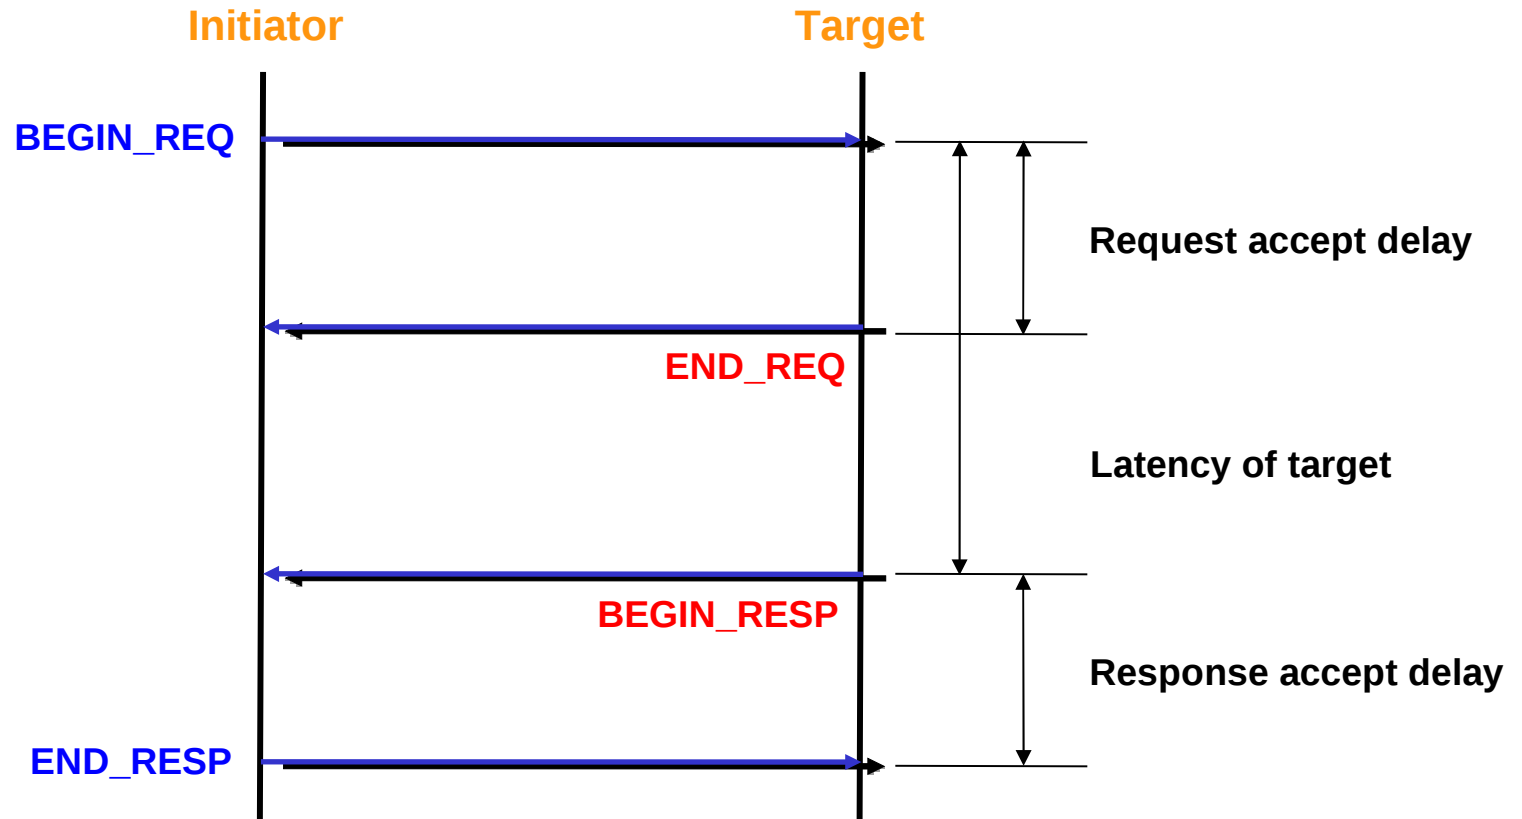 Initiator
Target
BEGIN_REQ
Request accept delay
END_REQ
Latency of target
BEGIN_RESP
Response accept delay
END_RESP